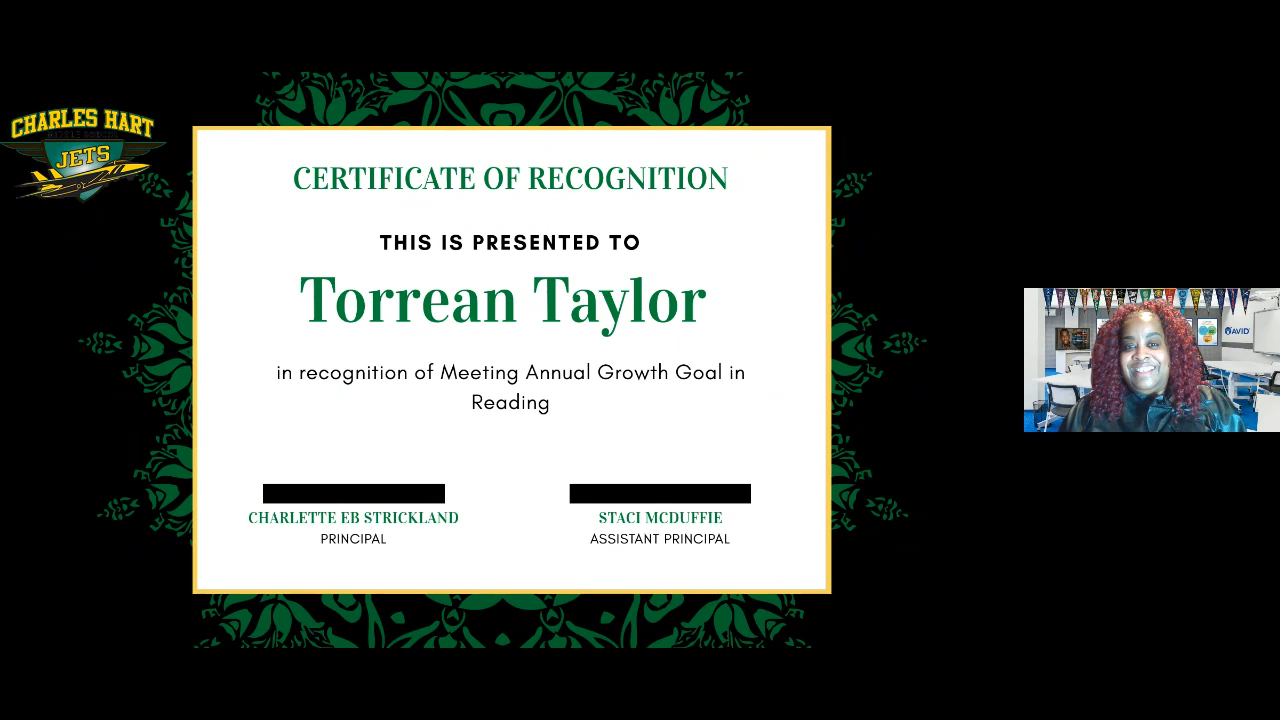 CHARLES HART
JETS
CERTIFICATE OF RECOGNITION
THIS IS PRESENTED TO
Torrean Taylor
in recognition of Meeting Annual Growth Goal in
Reading
AVID
CHARLETTE EB STRICKLAND
STACI MCDUFFIE
PRINCIPAL
ASSISTANT PRINCIPAL